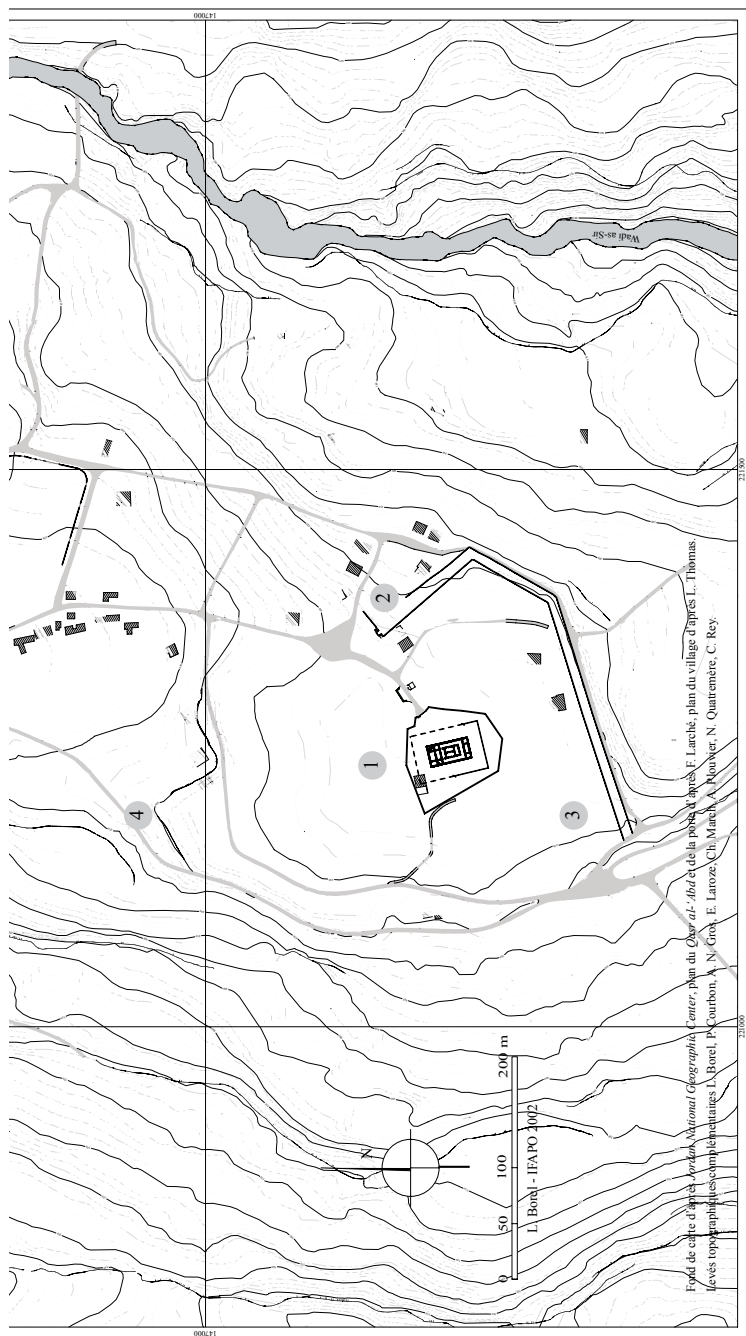 147000
Wadi as-Sir
221500
2
1
3
4
N
221000
0 50 100 200 m
L. Borel - IFAPO 2002
Fond de carte d'après Jordan National Geographic Center, plan du Qasr al-'Abd et de la porte d'après F. Larché, plan du village d'après L. Thomas.
Levés topographiques complémentaires L. Borel, P. Courbon, A. N. Gros, E. Laroze, Ch. March, A. Plouvier, N. Quatremère, C. Rey.
147000